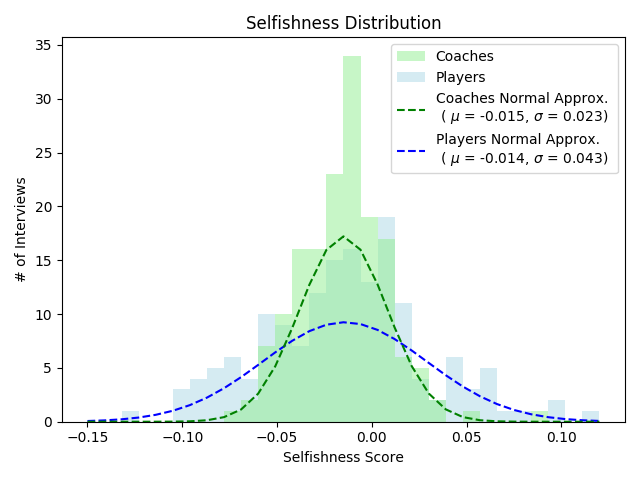 Selfishness Distribution
35
30
25
20
15
10
5
0
# of Interviews
Coaches
Players
Coaches Normal Approx.
( μ = -0.015, σ = 0.023)
Players Normal Approx.
( μ = -0.014, σ = 0.043)
−0.15 −0.10 −0.05 0.00 0.05 0.10
Selfishness Score